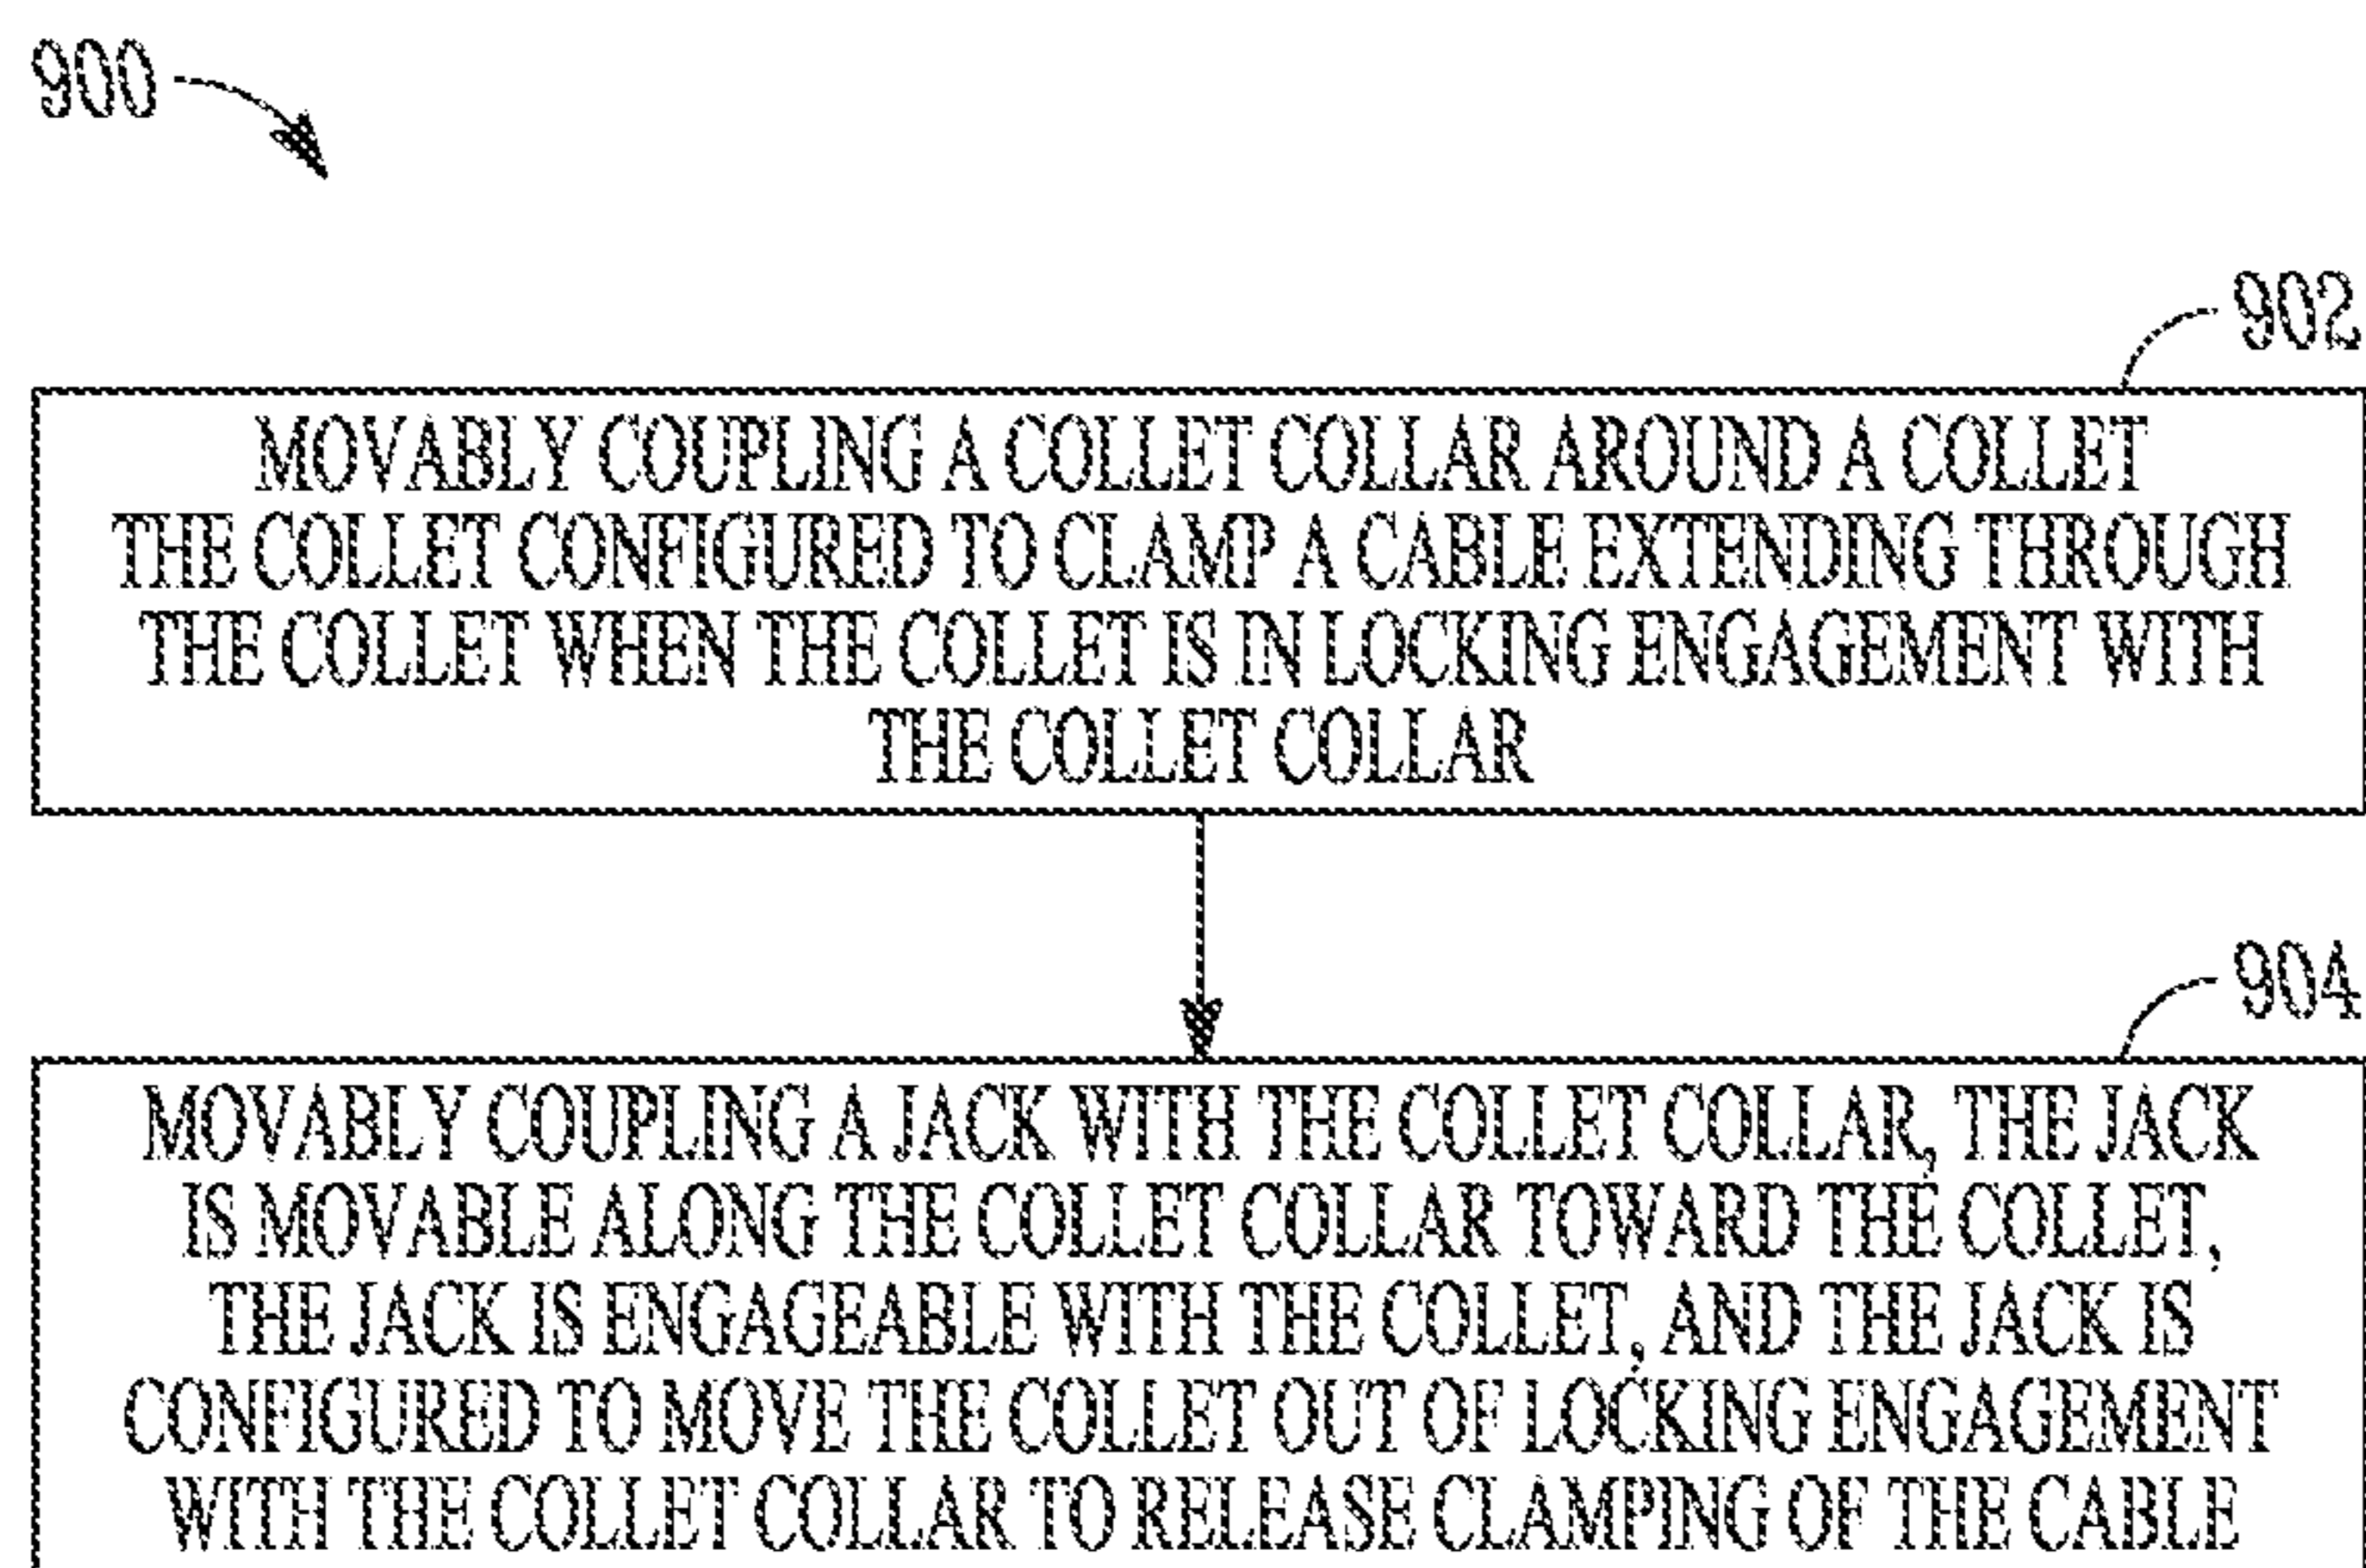 900
902
MOVABLY COUPLING A COLLET COLLAR AROUND A COLLET
THE COLLET CONFIGURED TO CLAMP A CABLE EXTENDING THROUGH
THE COLLET WHEN THE COLLET IS IN LOCKING ENGAGEMENT WITH
THE COLLET COLLAR
904
MOVABLY COUPLING A JACK WITH THE COLLET COLLAR, THE JACK
IS MOVABLE ALONG THE COLLET COLLAR TOWARD THE COLLET,
THE JACK IS ENGAGEABLE WITH THE COLLET, AND THE JACK IS
CONFIGURED TO MOVE THE COLLET OUT OF LOCKING ENGAGEMENT
WITH THE COLLET COLLAR TO RELEASE CLAMPING OF THE CABLE